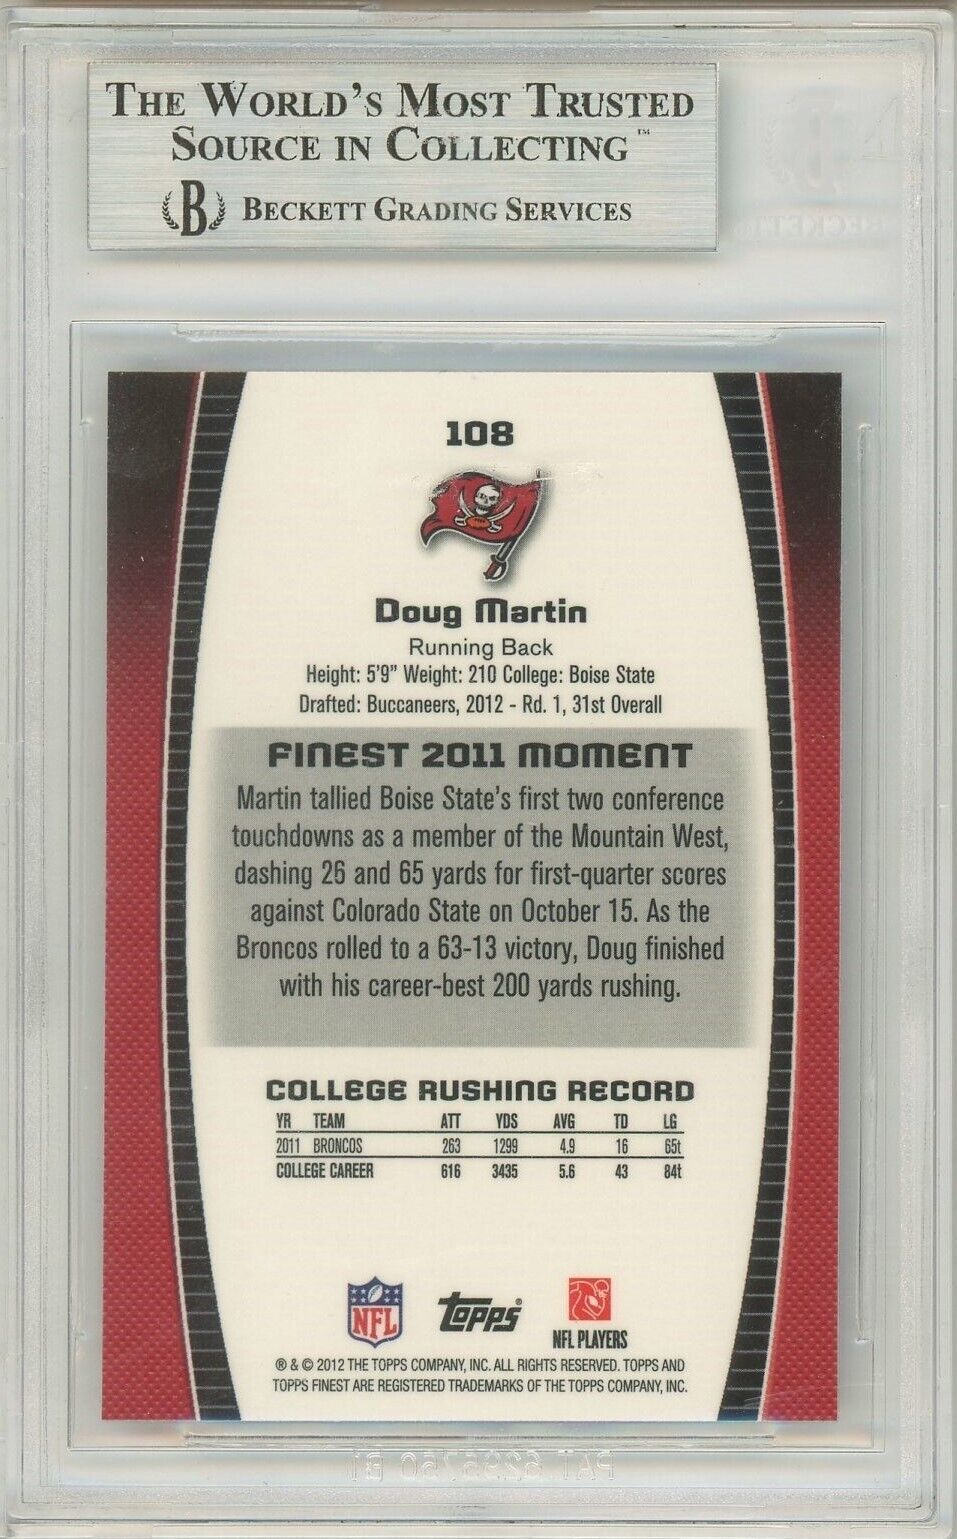 THE WORLD'S MOST TRUSTED
SOURCE IN COLLECTING™
B BECKETT GRADING SERVICES
108
Doug Martin
Running Back
Height: 5'9" Weight: 210 College: Boise State
Drafted: Buccaneers, 2012 - Rd. 1, 31st Overall
FINEST 2011 MOMENT
Martin tallied Boise State's first two conference
touchdowns as a member of the Mountain West,
dashing 26 and 65 yards for first-quarter scores
against Colorado State on October 15. As the
Broncos rolled to a 63-13 victory, Doug finished
with his career-best 200 yards rushing.
COLLEGE RUSHING RECORD
YR TEAM ATT YDS AVG TD LG
2011 BRONCOS 263 1299 4.9 16 65t
COLLEGE CAREER 616 3435 5.6 43 84t
NFL Topps® NFL PLAYERS
® & © 2012 THE TOPPS COMPANY, INC. ALL RIGHTS RESERVED. TOPPS AND
TOPPS FINEST ARE REGISTERED TRADEMARKS OF THE TOPPS COMPANY, INC.